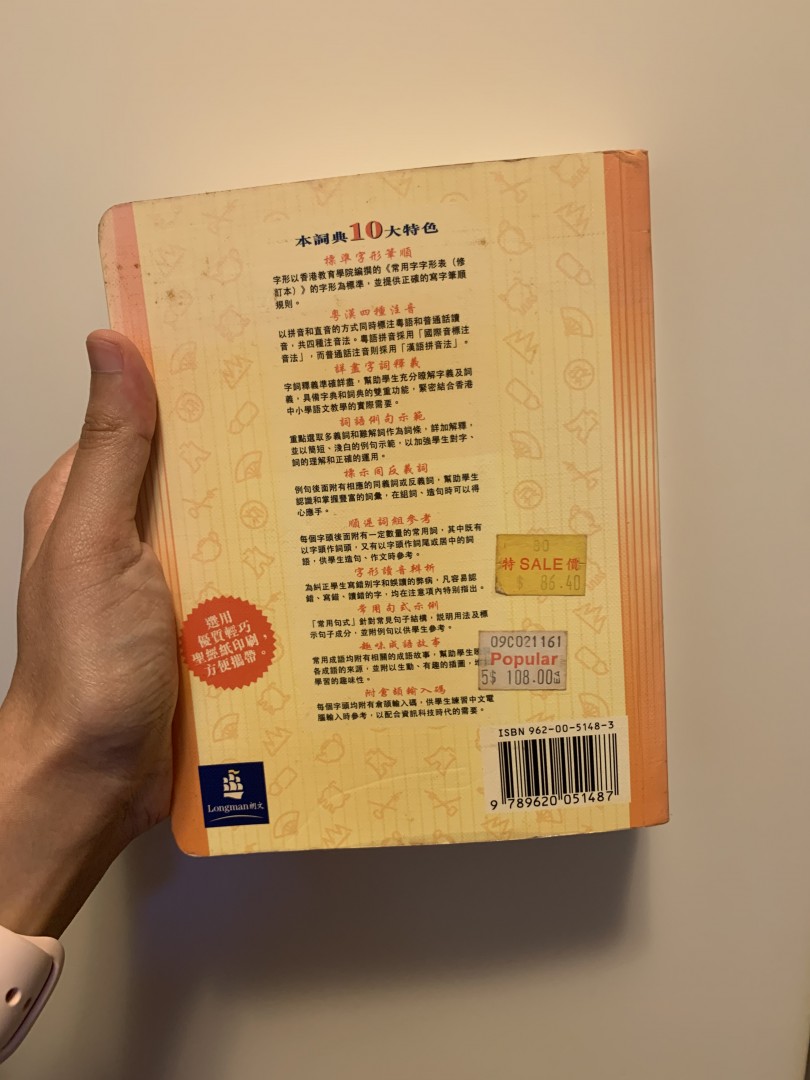 本詞典10大特色
標準字形筆順
字形以香港教育學院編撰的《常用字字形表（修
訂本）》的字形為標準，並提供正確的寫字筆順
規則。
粵漢四種注音
以拼音和直音的方式同時標注粵語和普通話讀
音，共四種注音法。粵語拼音採用「國際音標注
音法」，而普通話注音則採用「漢語拼音法」。
詳盡字詞釋義
字詞釋義準確詳盡，幫助學生充分瞭解字義及詞
義，具備字典和詞典的雙重功能，緊密結合香港
中小學語文教學的實際需要。
詞語例句示範
重點選取多義詞和難解詞作為詞條，詳加解釋，
並以簡短、淺白的例句示範，以加強學生對字、
詞的理解和正確的運用。
標示同反義詞
例句後面附有相應的同義詞或反義詞，幫助學生
認識和掌握豐富的詞彙，在組詞、造句時可以得
心應手。
順逆詞組參考
每個字頭後面附有一定數量的常用詞，其中既有
以字頭作詞頭，又有以字頭作詞尾或居中的詞
語，供學生造句、作文時參考。
字形讀音辨析
為糾正學生寫錯別字和誤讀的弊病，凡容易認
錯、寫錯、讀錯的字，均在注意項內特別指出。
常用句式示例
「常用句式」針對常見句子結構，說明用法及標
示句子成分，並附例句以供學生參考。
趣味成語故事
常用成語均附有相關的成語故事，幫助學生
各成語的來源，並附以生動、有趣的插圖，
學習的趣味性。
附倉頡輸入碼
每個字頭均附有倉頡輸入碼，供學生練習中文電
腦輸入時參考，以配合資訊科技時代的需要。
選用
優質輕巧
聖經紙印刷，
方便攜帶。
特SALE價
$ 86.40
09C021161
Popular
5$ 108.00
Longman朗文
ISBN 962-00-5148-3
9 789620 051487